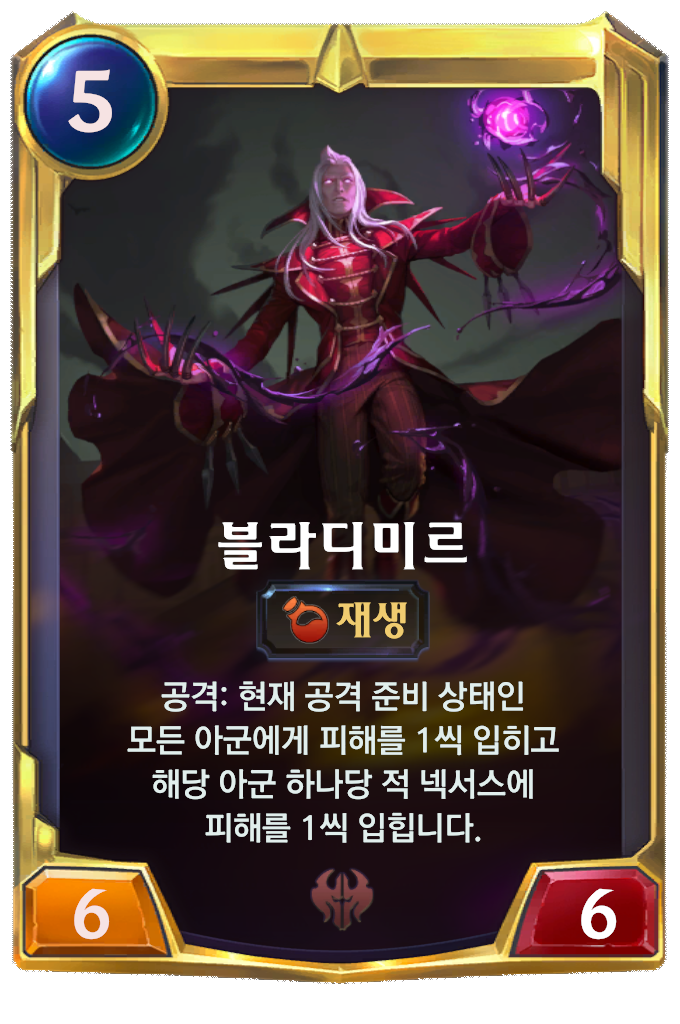 5
블라디미르
재생
공격: 현재 공격 준비 상태인
모든 아군에게 피해를 1씩 입히고
해당 아군 하나당 적 넥서스에
피해를 1씩 입힙니다.
6
6